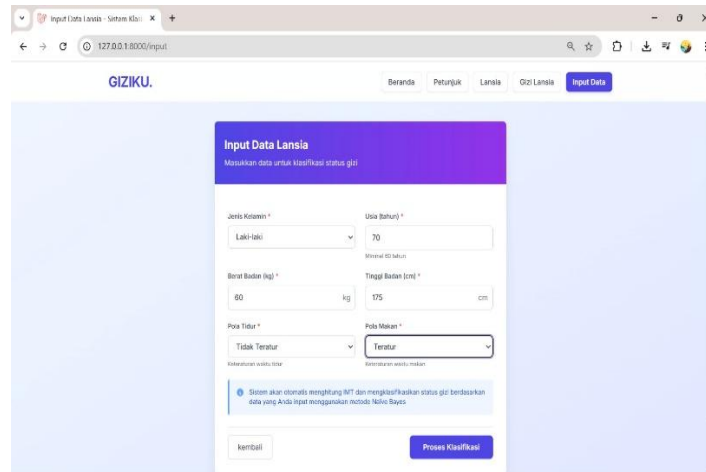 Input Data Lansia - Sistem Klasi
127.0.0.1:8000/input
GIZIKU.
Beranda Petunjuk Lansia Gizi Lansia Input Data
Input Data Lansia
Masukkan data untuk klasifikasi status gizi
Jenis Kelamin * Usia (tahun) *
Laki-laki 70
Minimal 60 tahun
Berat Badan (kg) * Tinggi Badan (cm) *
60 kg 175 cm
Pola Tidur * Pola Makan *
Tidak Teratur Teratur
Keteraturan waktu tidur Keteraturan waktu makan
Sistem akan otomatis menghitung IMT dan mengklasifikasikan status gizi berdasarkan
data yang Anda input menggunakan metode Naïve Bayes
kembali Proses Klasifikasi